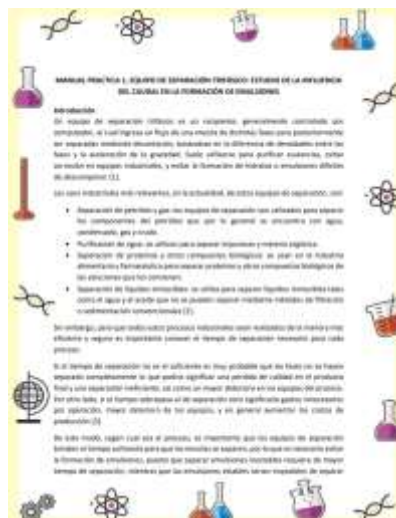 MANUAL PRÁCTICA 1. EQUIPO DE SEPARACIÓN TRIFÁSICO: ESTUDIO DE LA INFLUENCIA
DEL CAUDAL EN LA FORMACIÓN DE EMULSIONES
Introducción
Un equipo de separación trifásico es un recipiente, generalmente controlado por
computador, al cual ingresa un flujo de una mezcla de distintas fases para posteriormente
ser separadas mediante decantación, basándose en la diferencia de densidades entre las
fases y la aceleración de la gravedad. Suele utilizarse para purificar sustancias, evitar
corrosión en equipos industriales, y evitar la formación de hidratos o emulsiones difíciles
de descomponer [1].
Los usos industriales más relevantes, en la actualidad, de estos equipos de separación, son:
• Separación de petróleo y gas: los equipos de separación son utilizados para separar
los componentes del petróleo que por lo general se encuentra con agua,
condensado, gas y crudo.
• Purificación de agua: se utilizan para separar impurezas y materia orgánica.
• Separación de proteínas y otros compuestos biológicos: se usan en la industria
alimentaria y farmacéutica para separar proteínas y otros compuestos biológicos de
las soluciones que los contienen.
• Separación de líquidos inmiscibles: se utiliza para separar líquidos inmiscibles tales
como el agua y el aceite que no se pueden separar mediante métodos de filtración
o sedimentación convencionales [2].
Sin embargo, para que todos estos procesos industriales sean realizados de la manera más
eficiente y segura es importante conocer el tiempo de separación necesario para cada
proceso.
Si el tiempo de separación no es el suficiente es muy probable que las fases no se hayan
separado completamente lo que podría significar una pérdida de calidad en el producto
final y una separación ineficiente, así como un mayor deterioro en los equipos del proceso.
Por otro lado, si el tiempo sobrepasa al de separación esto significaría gastos innecesarios
por operación, mayor deterioro de los equipos, y en general aumentar los costos de
producción [3].
De este modo, según cual sea el proceso, es importante que los equipos de separación
brinden el tiempo suficiente para que las mezclas se separen, por lo que es necesario evitar
la formación de emulsiones, puesto que separar emulsiones inestables requiere de mayor
tiempo de separación, mientras que las emulsiones estables serían imposibles de separar